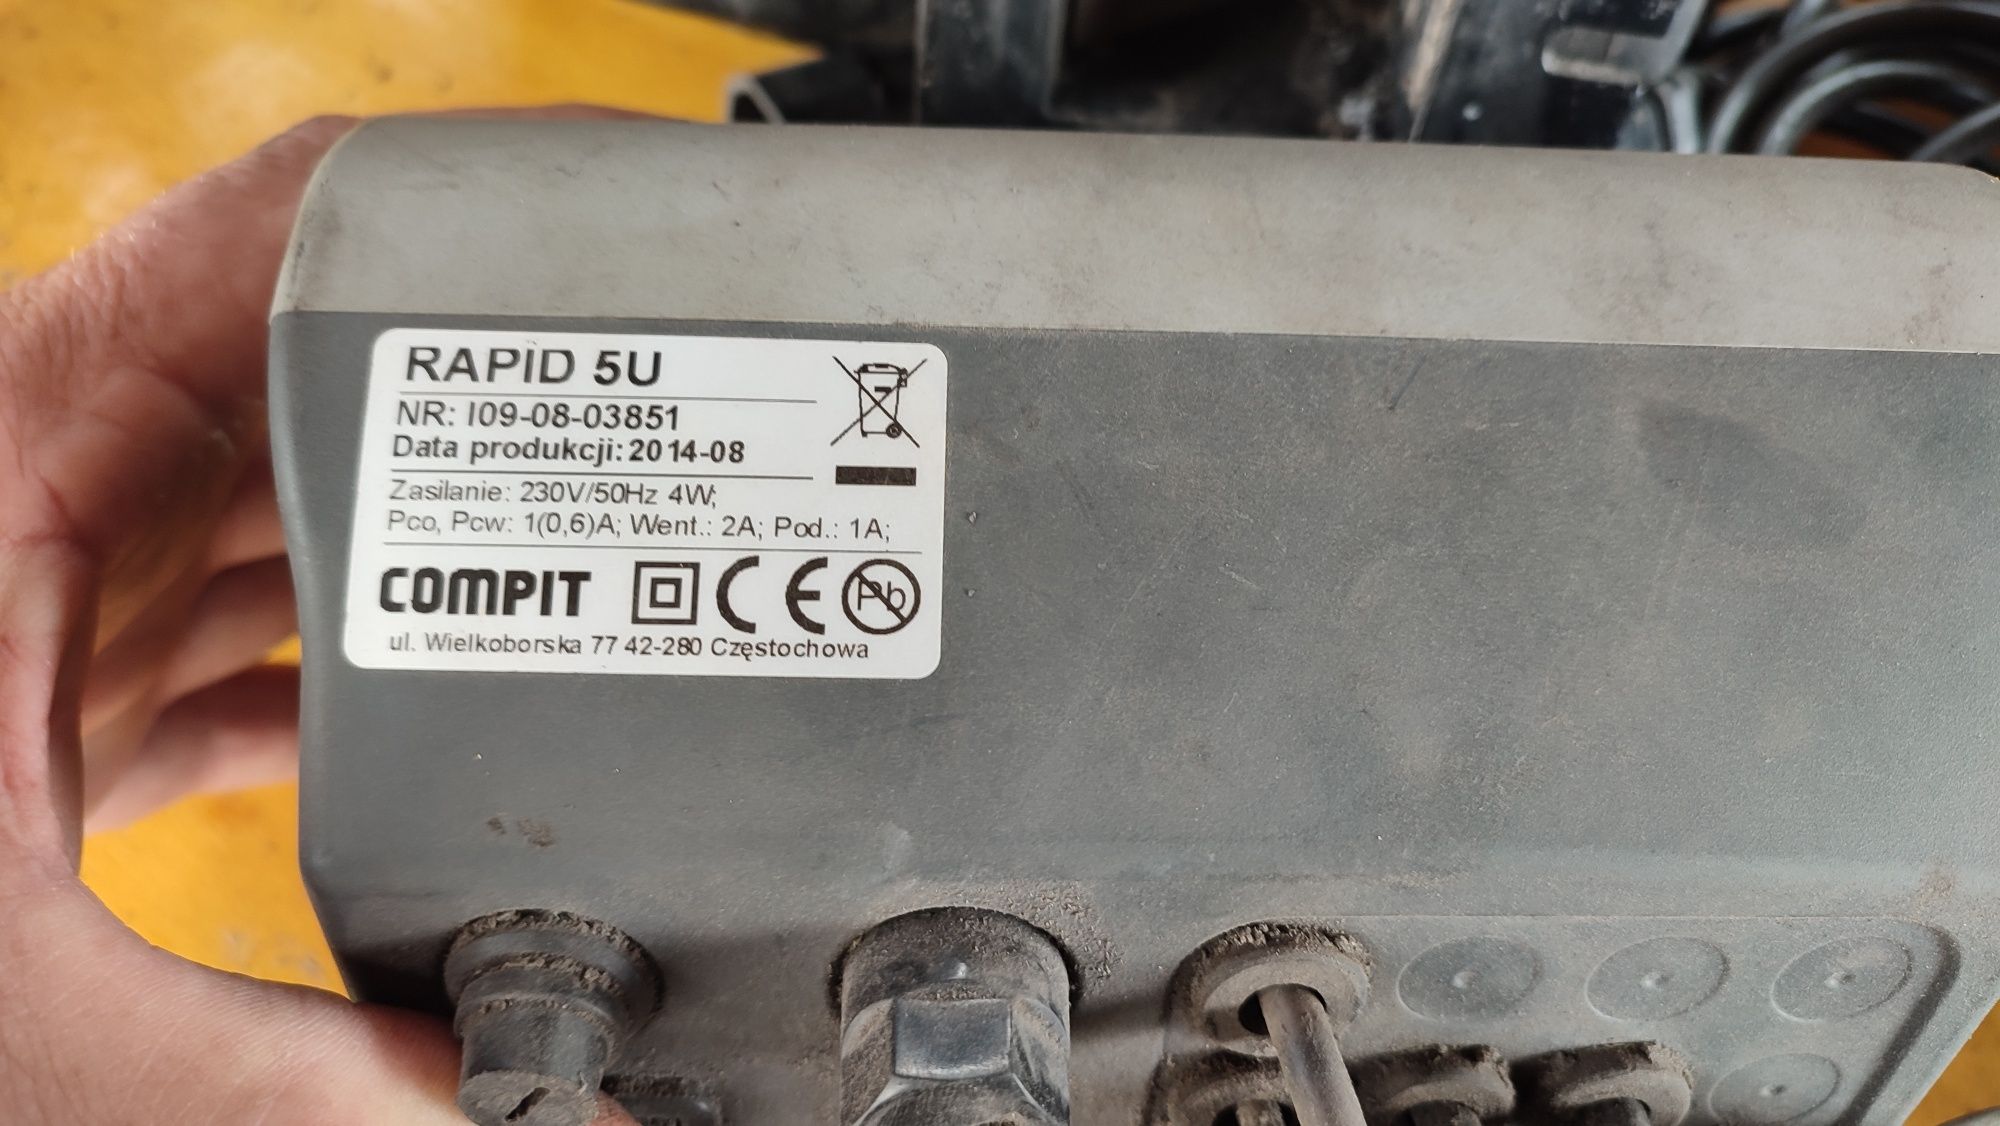 RAPID 5U
NR: I09-08-03851
Data produkcji: 2014-08
Zasilanie: 230V/50Hz 4W;
Pco, Pcw: 1(0,6)A; Went.: 2A; Pod.: 1A;
COMPIT CE Pb
ul. Wielkoborska 77 42-280 Częstochowa